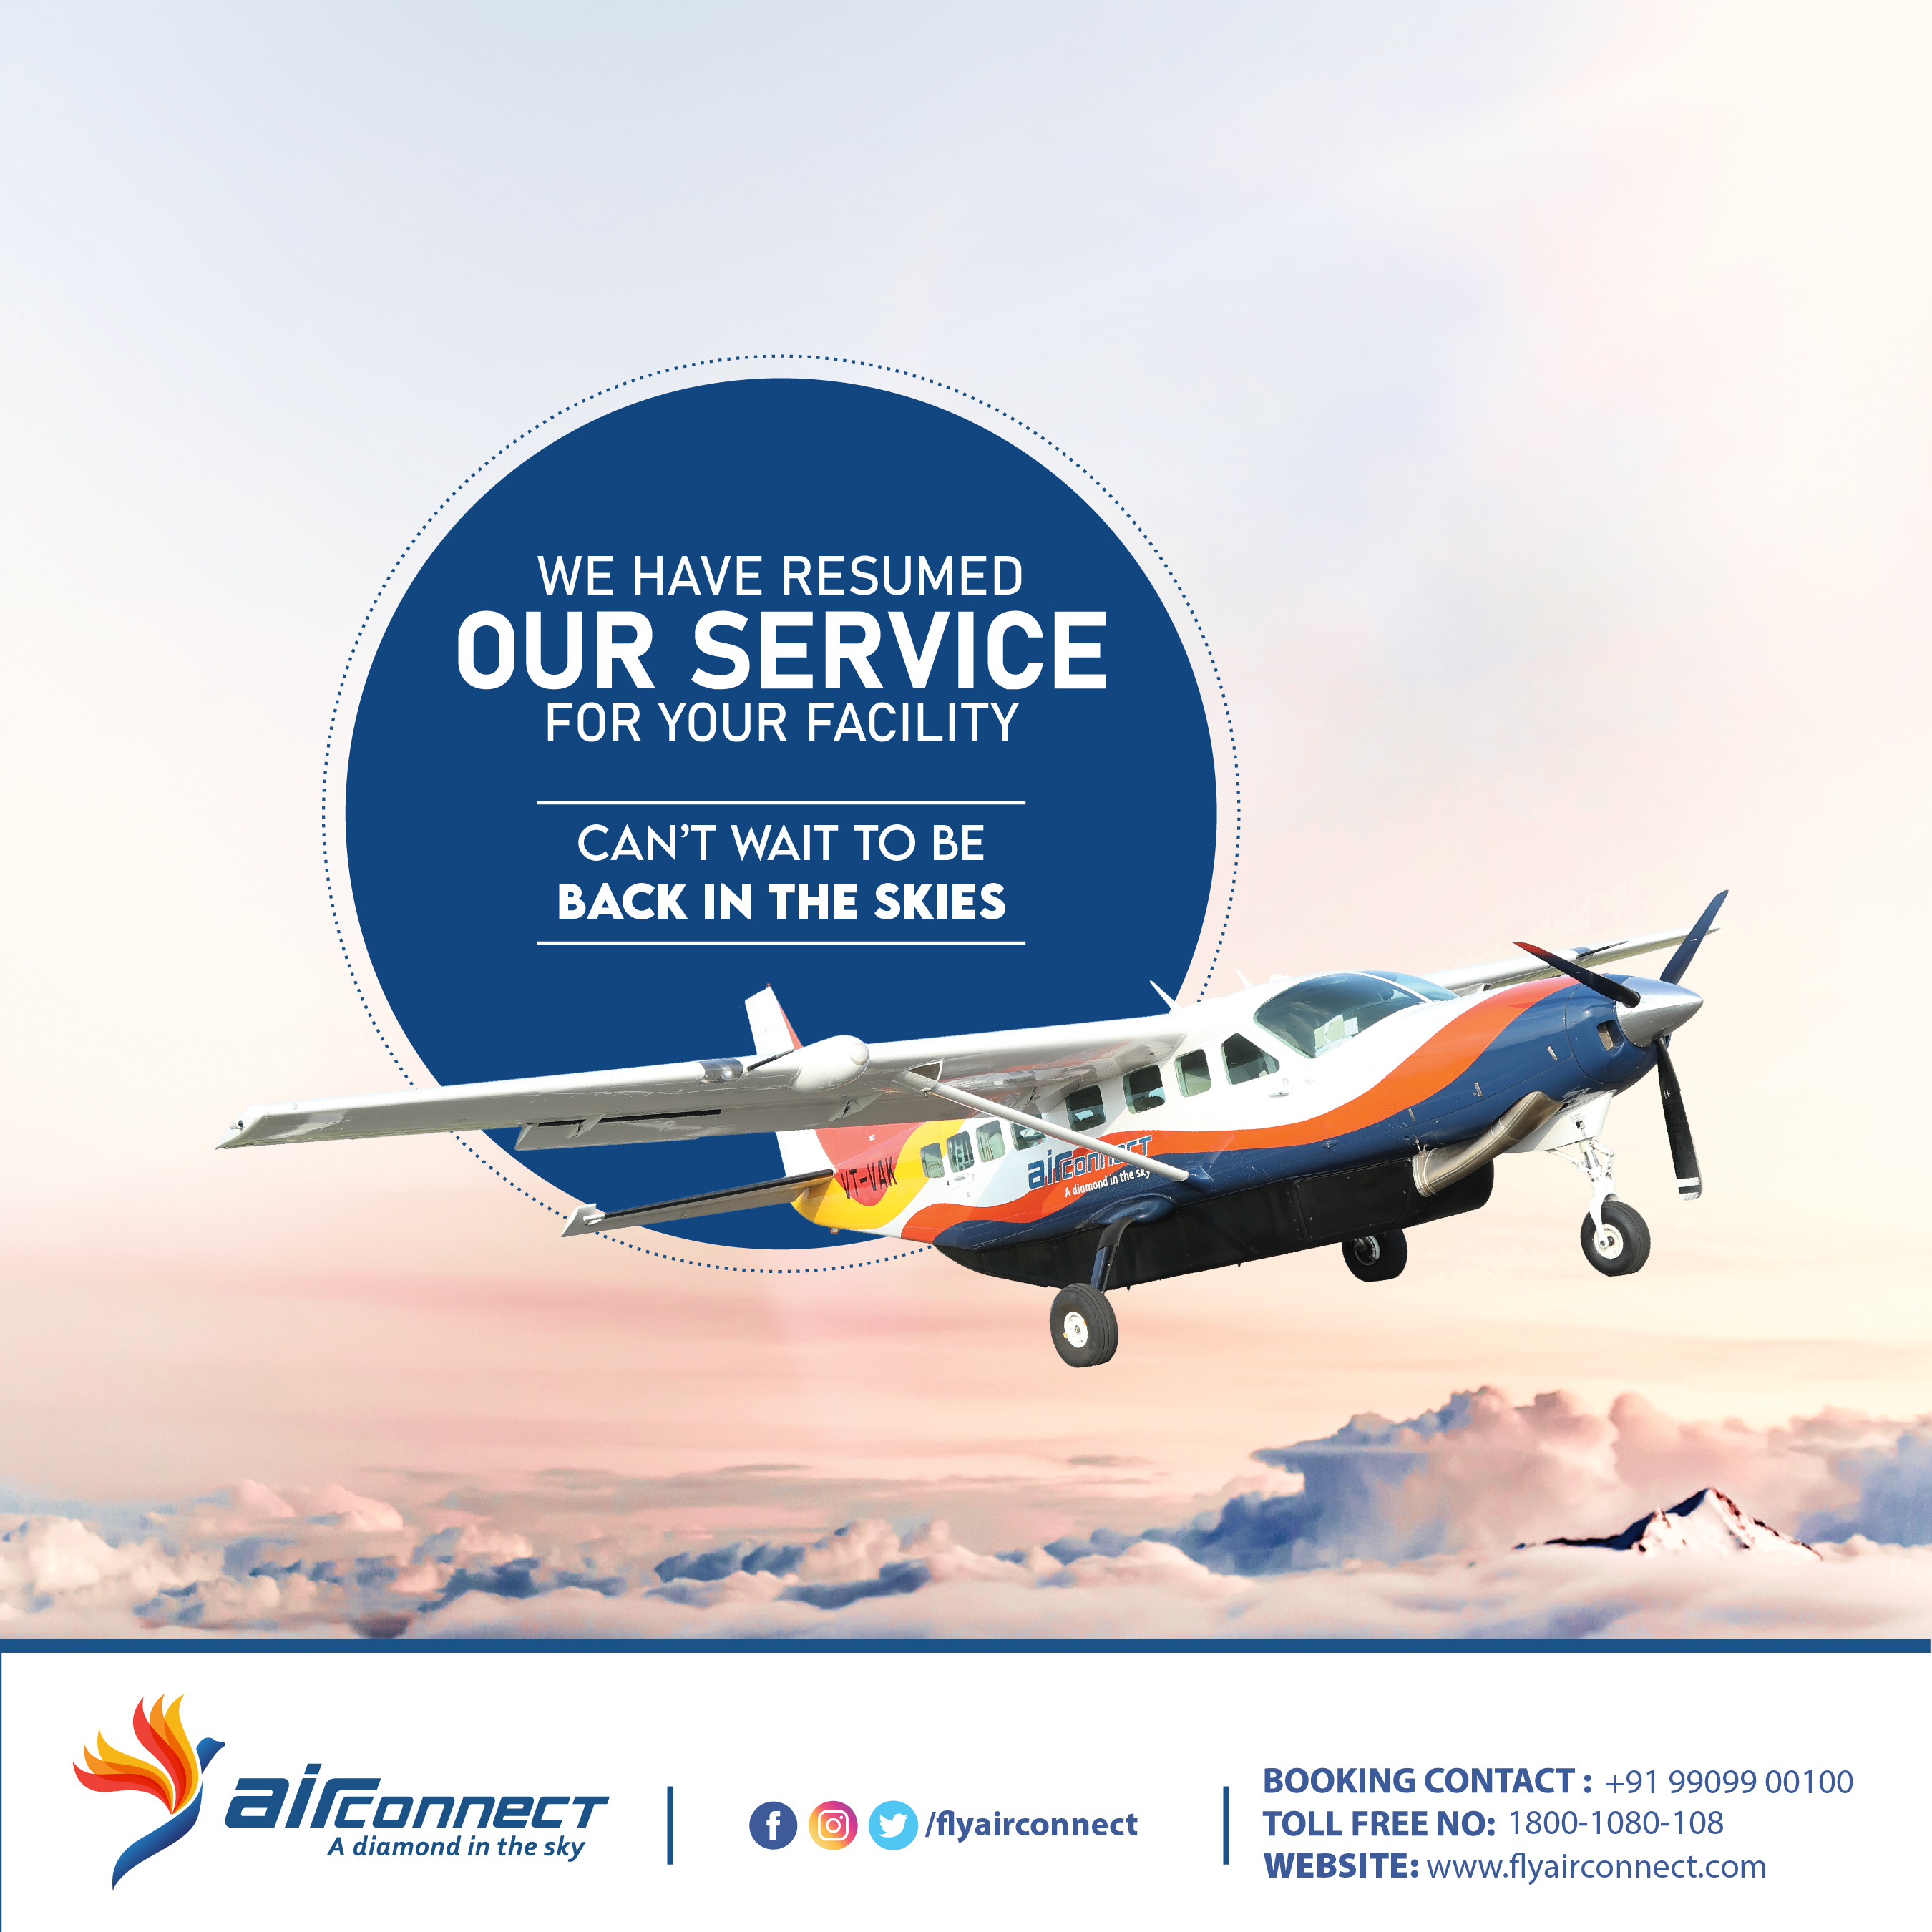 WE HAVE RESUMED
OUR SERVICE
FOR YOUR FACILITY
CAN'T WAIT TO BE
BACK IN THE SKIES
VT-VAK
airconnect
A diamond in the sky
airconnect
A diamond in the sky
/flyairconnect
BOOKING CONTACT : +91 99099 00100
TOLL FREE NO: 1800-1080-108
WEBSITE: www.flyairconnect.com